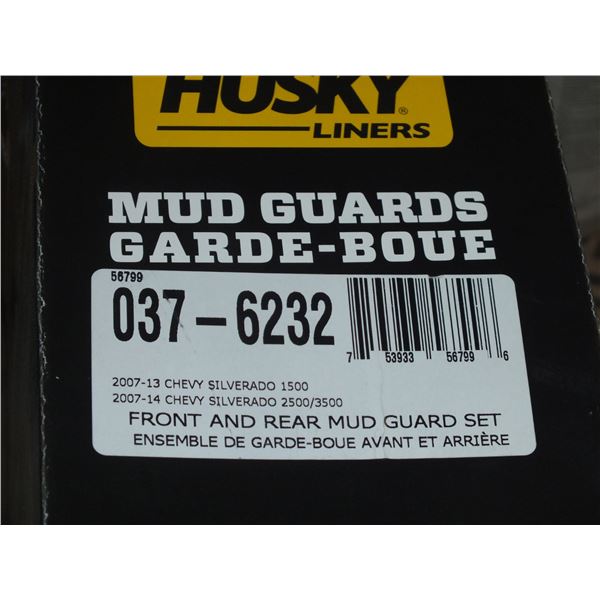 HUSKY®
LINERS
MUD GUARDS
GARDE-BOUE
56799
037-6232
7 53933 56799 6
2007-13 CHEVY SILVERADO 1500
2007-14 CHEVY SILVERADO 2500/3500
FRONT AND REAR MUD GUARD SET
ENSEMBLE DE GARDE-BOUE AVANT ET ARRIÈRE